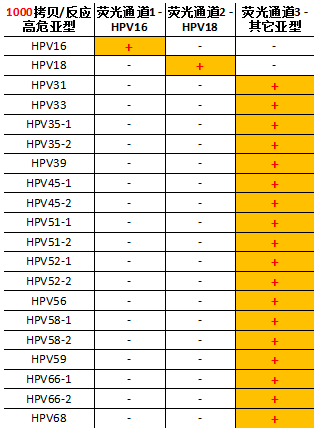 1000拷贝/反应 荧光通道1 - 荧光通道2 - 荧光通道3 -
高危亚型 HPV16 HPV18 其它亚型
HPV16 + - -
HPV18 - + -
HPV31 - - +
HPV33 - - +
HPV35-1 - - +
HPV35-2 - - +
HPV39 - - +
HPV45-1 - - +
HPV45-2 - - +
HPV51-1 - - +
HPV51-2 - - +
HPV52-1 - - +
HPV52-2 - - +
HPV56 - - +
HPV58-1 - - +
HPV58-2 - - +
HPV59 - - +
HPV66-1 - - +
HPV66-2 - - +
HPV68 - - +